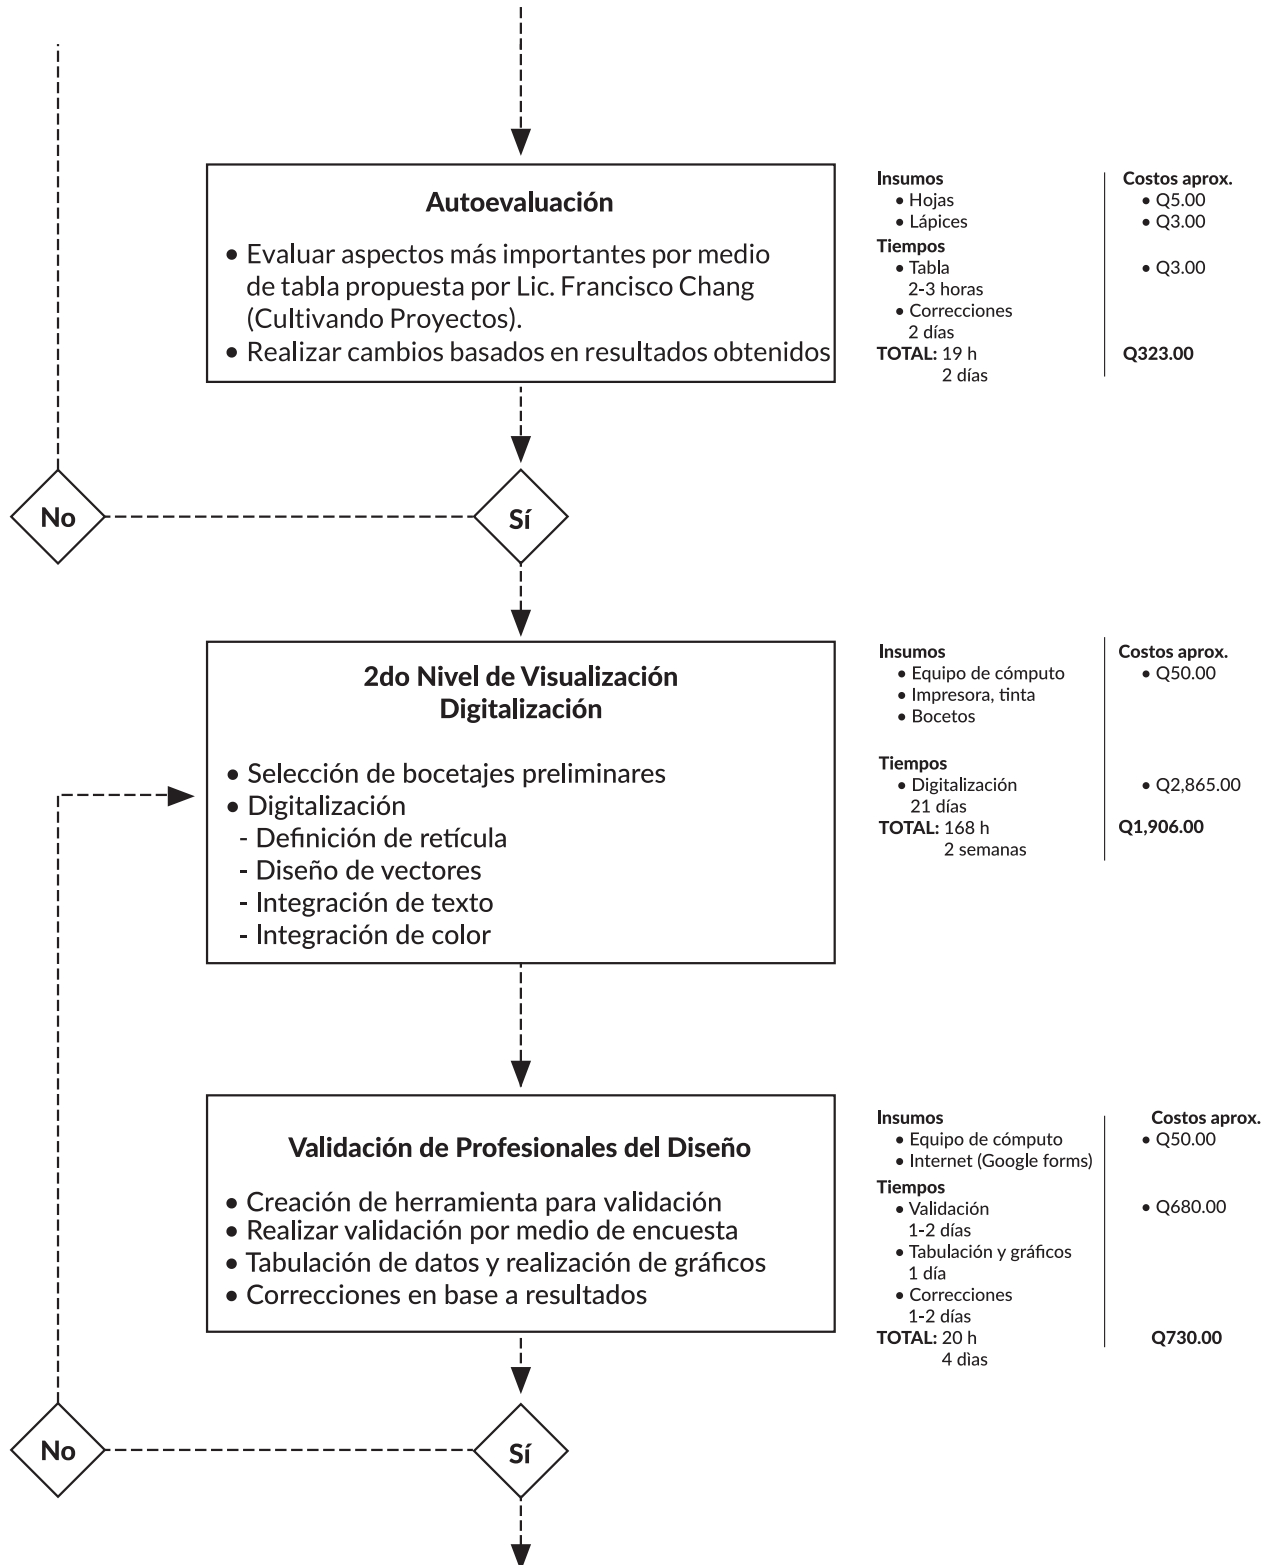 Autoevaluación
• Evaluar aspectos más importantes por medio
de tabla propuesta por Lic. Francisco Chang
(Cultivando Proyectos).
• Realizar cambios basados en resultados obtenidos
Insumos
• Hojas
• Lápices
Tiempos
• Tabla
2-3 horas
• Correcciones
2 días
TOTAL: 19 h
2 días
Costos aprox.
• Q5.00
• Q3.00
• Q3.00
Q323.00
No
Sí
2do Nivel de Visualización
Digitalización
• Selección de bocetajes preliminares
• Digitalización
- Definición de retícula
- Diseño de vectores
- Integración de texto
- Integración de color
Insumos
• Equipo de cómputo
• Impresora, tinta
• Bocetos
Tiempos
• Digitalización
21 días
TOTAL: 168 h
2 semanas
Costos aprox.
• Q50.00
• Q2,865.00
Q1,906.00
Validación de Profesionales del Diseño
• Creación de herramienta para validación
• Realizar validación por medio de encuesta
• Tabulación de datos y realización de gráficos
• Correcciones en base a resultados
Insumos
• Equipo de cómputo
• Internet (Google forms)
Tiempos
• Validación
1-2 días
• Tabulación y gráficos
1 día
• Correcciones
1-2 días
TOTAL: 20 h
4 dìas
Costos aprox.
• Q50.00
• Q680.00
Q730.00
No
Sí